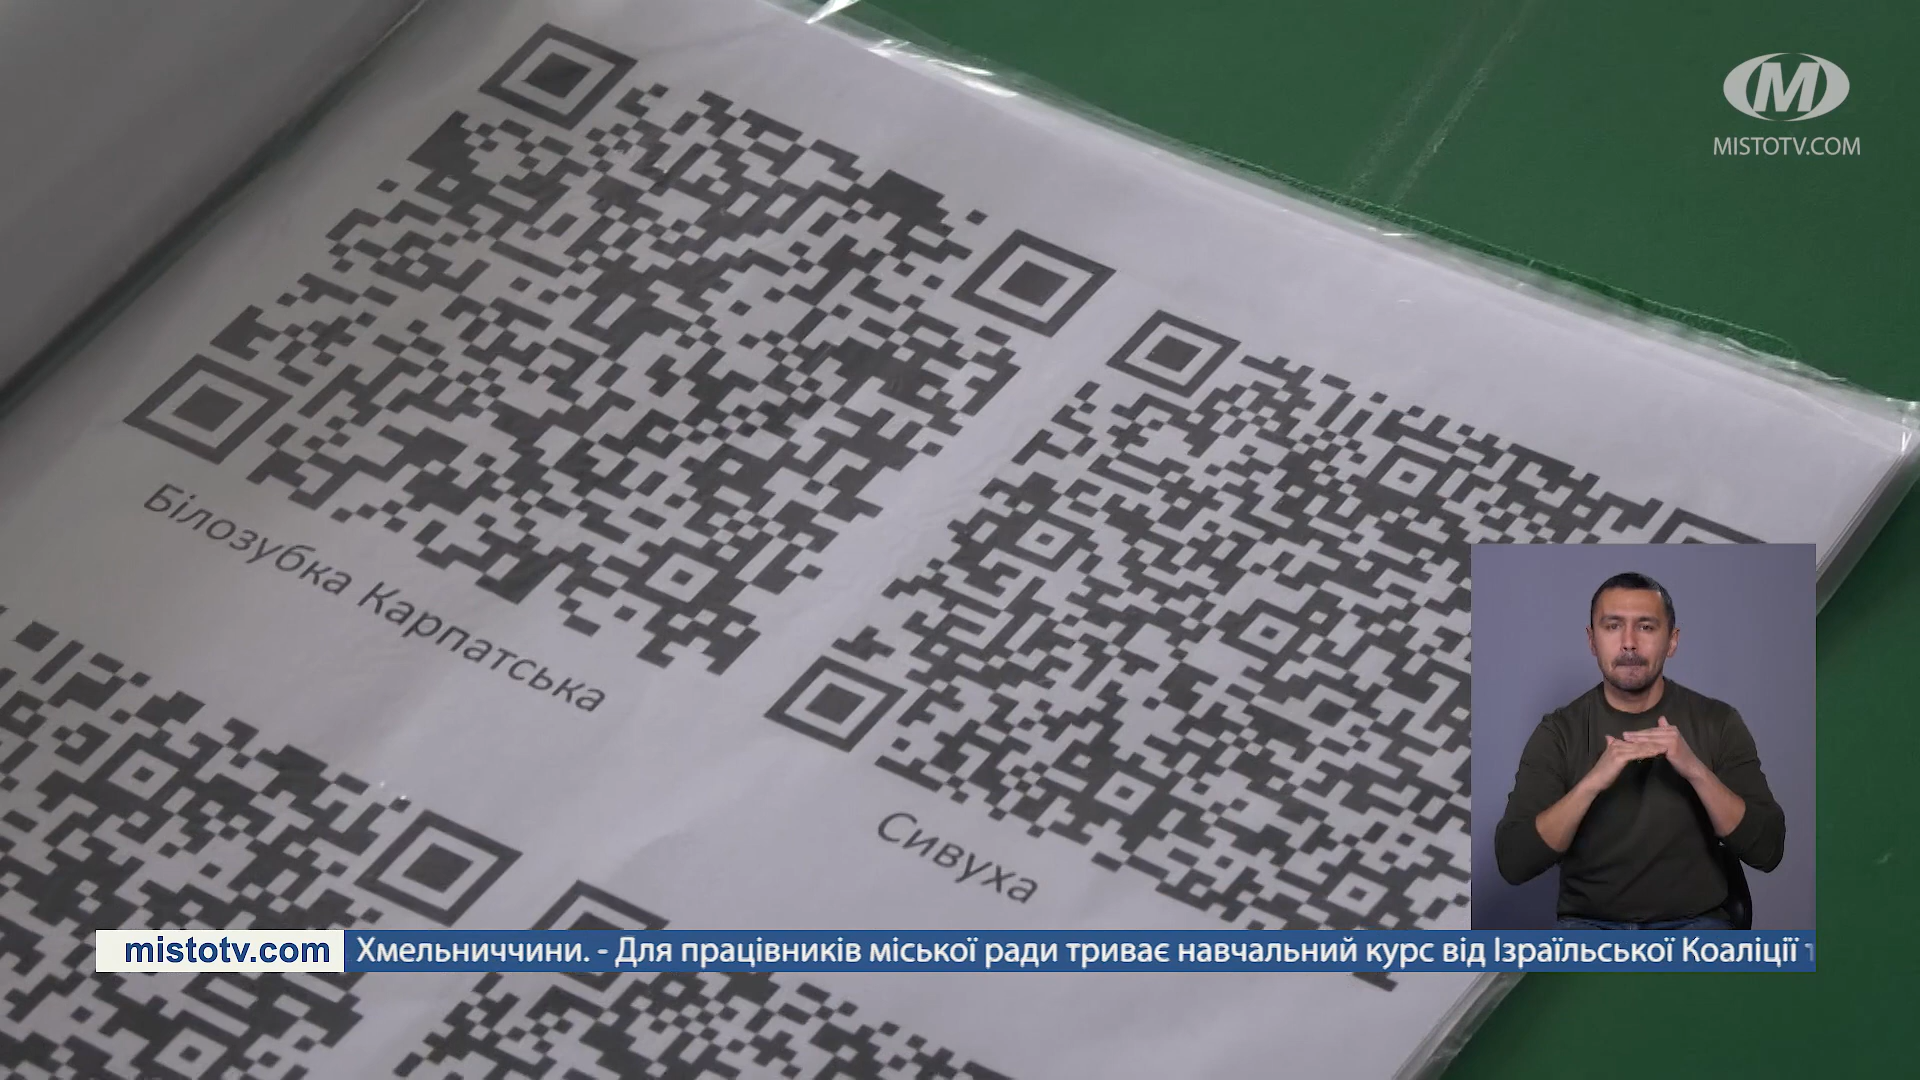 M
MISTOTV.COM
Білозубка Карпатська
Сивуха
mistotv.com
Хмельниччини. - Для працівників міської ради триває навчальний курс від Ізраїльської Коаліції